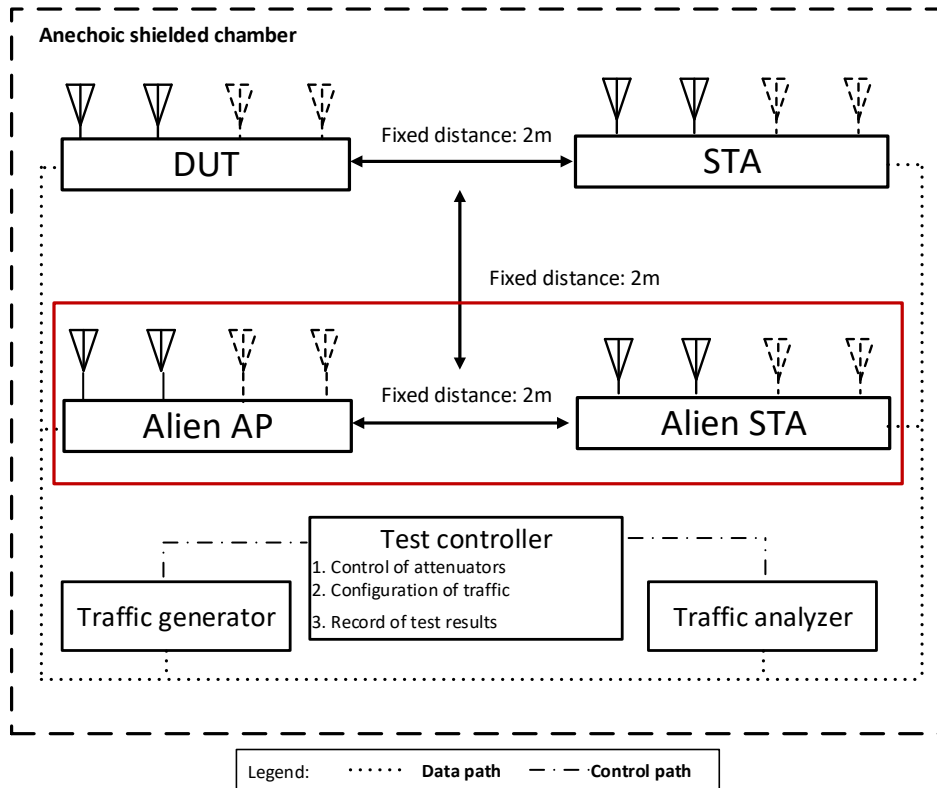 Anechoic shielded chamber
Fixed distance: 2m
DUT
STA
Fixed distance: 2m
Fixed distance: 2m
Alien AP
Alien STA
Test controller
1. Control of attenuators
2. Configuration of traffic
3. Record of test results
Traffic generator
Traffic analyzer
Legend: Data path Control path